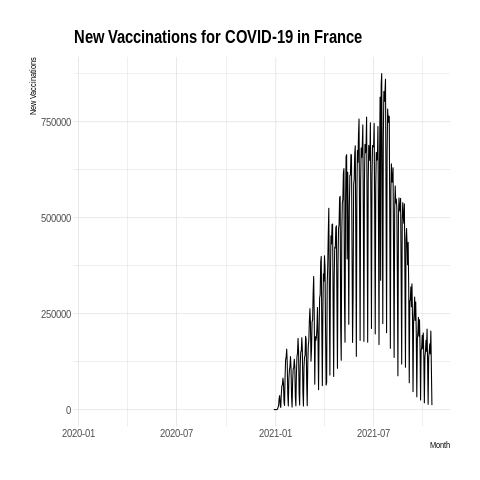 New Vaccinations for COVID-19 in France
New Vaccinations
750000
500000
250000
0
2020-01 2020-07 2021-01 2021-07
Month